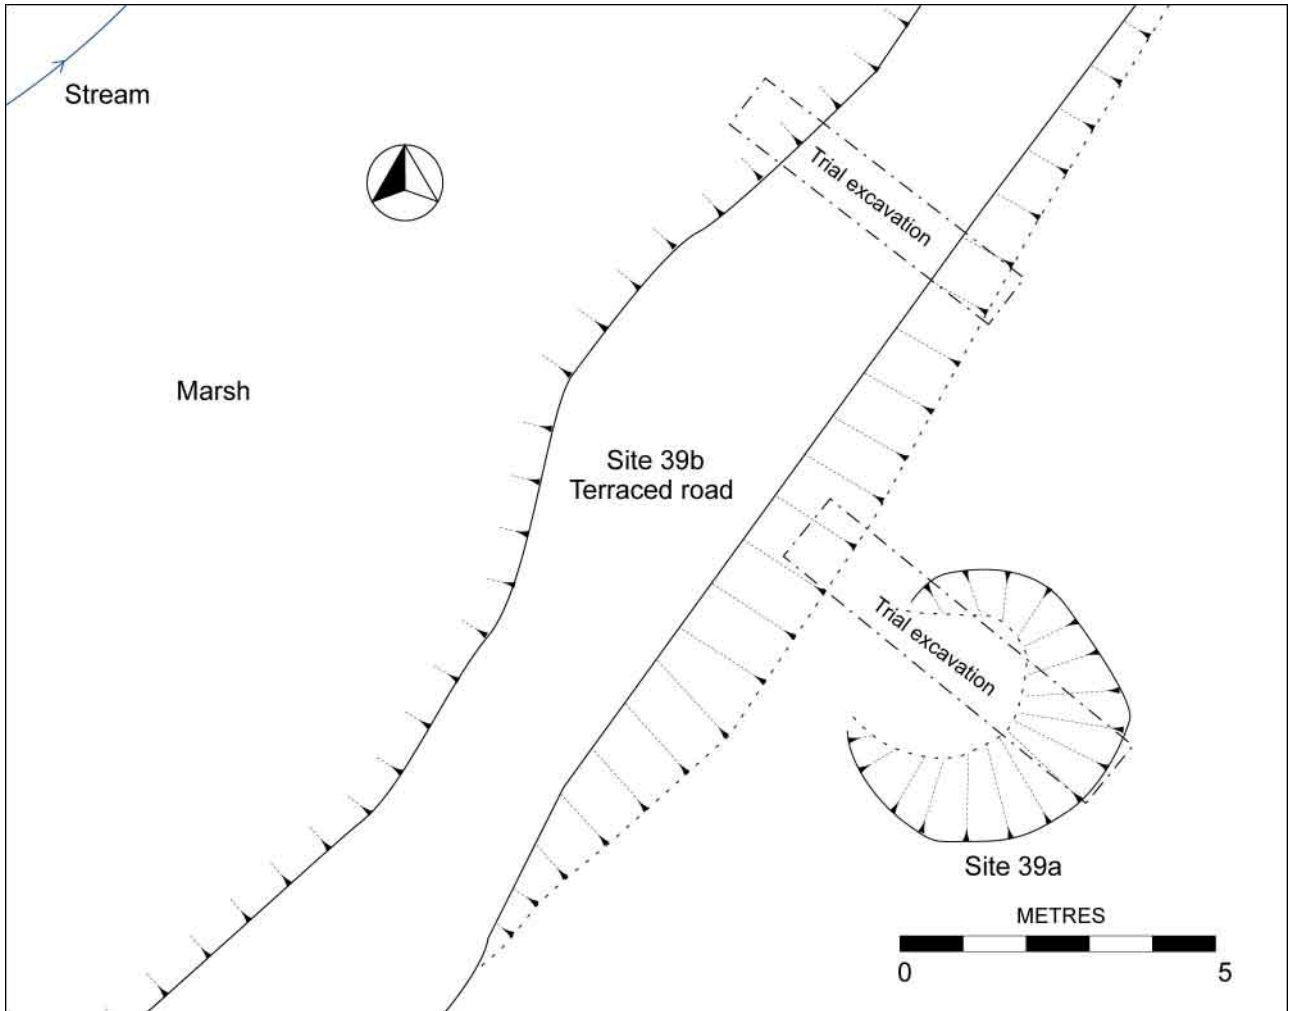 Stream
Trial excavation
Marsh
Site 39b
Terraced road
Trial excavation
Site 39a
METRES
0 5